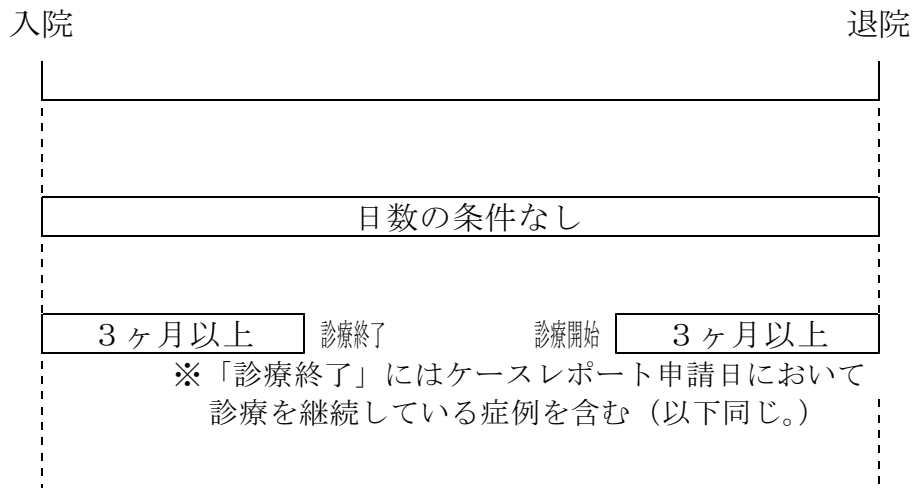 入院 退院
日数の条件なし
３ヶ月以上 診療終了 診療開始 ３ヶ月以上
※「診療終了」にはケースレポート申請日において
診療を継続している症例を含む（以下同じ。）